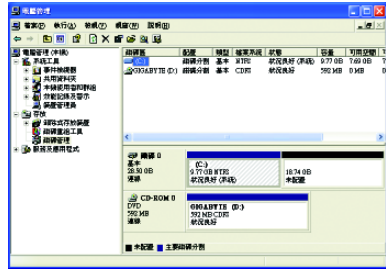 電腦管理
檔案(F) 執行(A) 檢視(V) 視窗(W) 說明(H)
電腦管理 (本機)
系統工具
事件檢視器
共用資料夾
本機使用者和群組
效能記錄及警示
裝置管理員
存放
卸除式存放裝置
磁碟重組工具
磁碟管理
服務及應用程式
磁碟區 配置 類型 檔案系統 狀態 容量 可用空間
(C:) 磁碟分割 基本 NTFS 狀況良好 (系統) 9.77 GB 7.69 GB
GIGABYTE (D:) 磁碟分割 基本 CDFS 狀況良好 592 MB 0 MB
磁碟 0
基本
28.50 GB
連線
(C:)
9.77 GB NTFS
狀況良好 (系統)
18.74 GB
未配置
CD-ROM 0
DVD
592 MB
連線
GIGABYTE (D:)
592 MB CDFS
狀況良好
未配置 主要磁碟分割